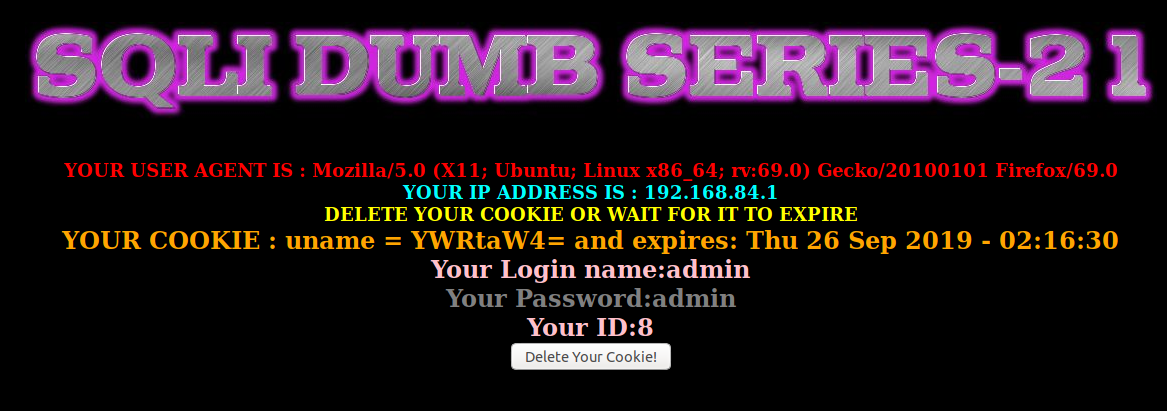 SQLI DUMB SERIES-21
YOUR USER AGENT IS : Mozilla/5.0 (X11; Ubuntu; Linux x86_64; rv:69.0) Gecko/20100101 Firefox/69.0
YOUR IP ADDRESS IS : 192.168.84.1
DELETE YOUR COOKIE OR WAIT FOR IT TO EXPIRE
YOUR COOKIE : uname = YWRtaW4= and expires: Thu 26 Sep 2019 - 02:16:30
Your Login name:admin
Your Password:admin
Your ID:8
Delete Your Cookie!